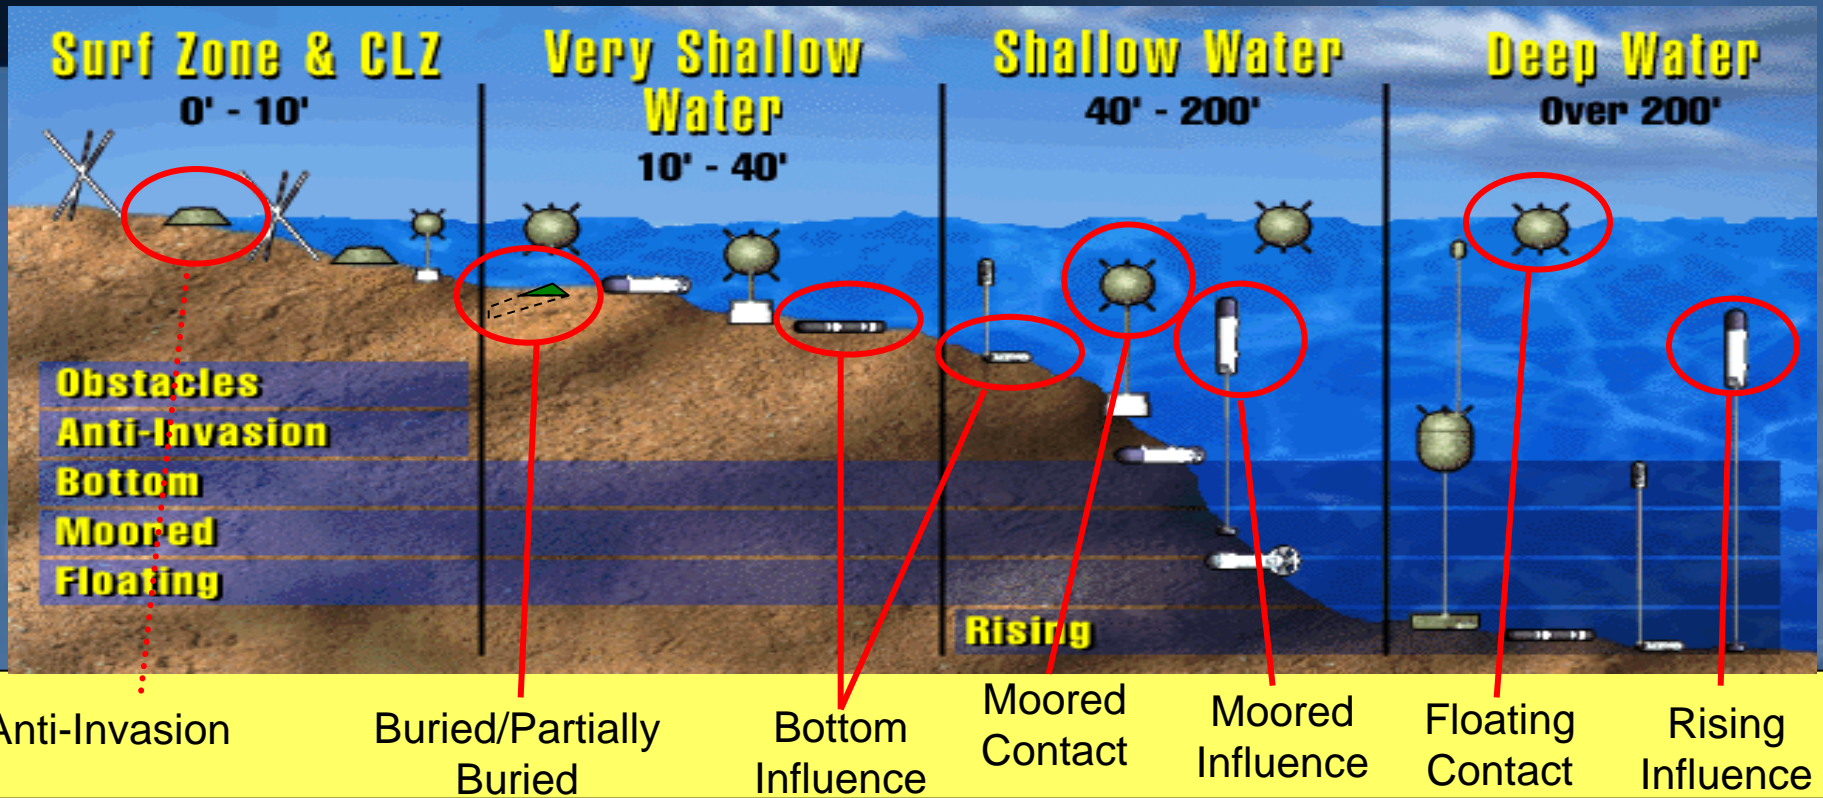 Surf Zone & CLZ
0' - 10'
Very Shallow
Water
10' - 40'
Shallow Water
40' - 200'
Deep Water
Over 200'
Obstacles
Anti-Invasion
Bottom
Moored
Floating
Rising
Anti-Invasion
Buried/Partially
Buried
Bottom
Influence
Moored
Contact
Moored
Influence
Floating
Contact
Rising
Influence